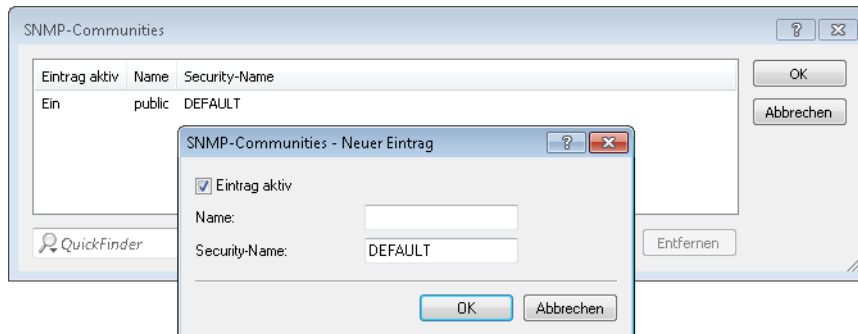 SNMP-Communities
Eintrag aktiv Name Security-Name
OK
Ein public DEFAULT
Abbrechen
SNMP-Communities - Neuer Eintrag
Eintrag aktiv
Name:
Security-Name: DEFAULT
QuickFinder
Entfernen
OK Abbrechen